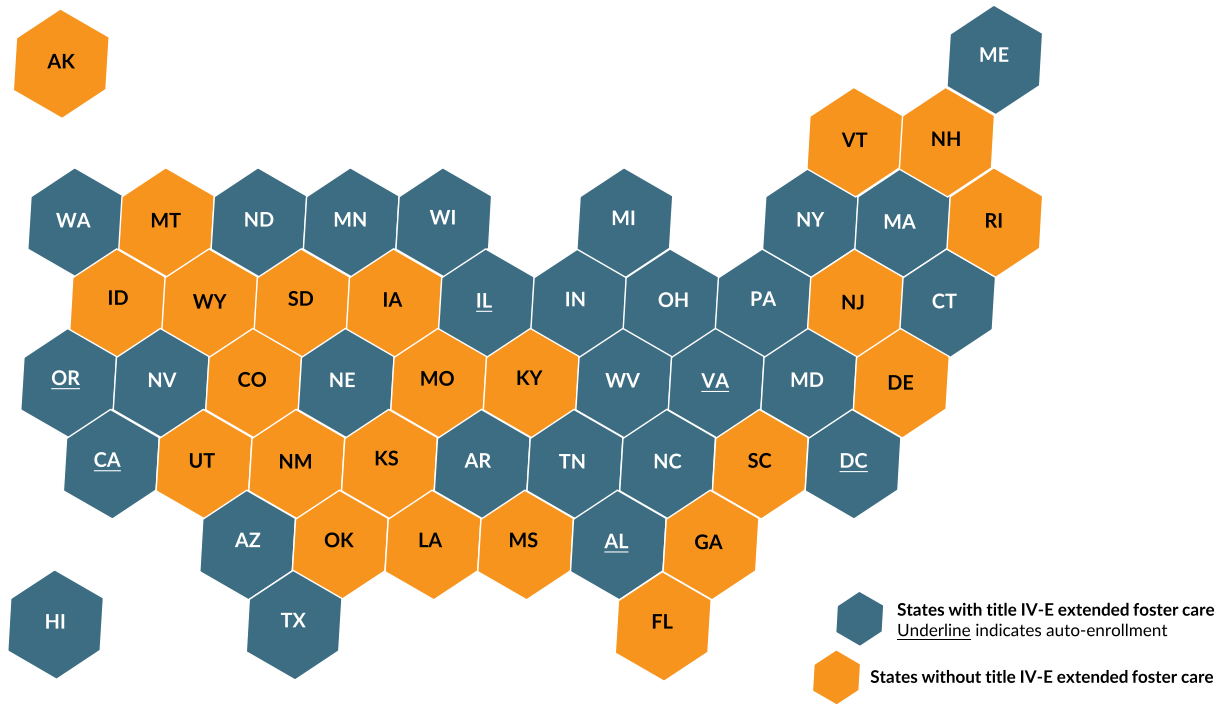 AK
ME
VT
NH
WA
MT
ND
MN
WI
MI
NY
MA
RI
ID
WY
SD
IA
IL
IN
OH
PA
NJ
CT
OR
NV
CO
NE
MO
KY
WV
VA
MD
DE
CA
UT
NM
KS
AR
TN
NC
SC
DC
AZ
OK
LA
MS
AL
GA
HI
TX
FL
States with title IV-E extended foster care
Underline indicates auto-enrollment
States without title IV-E extended foster care